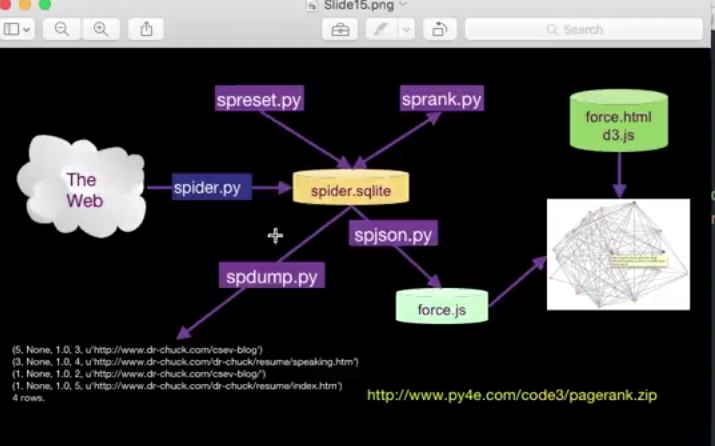 Slide15.png
Search
spreset.py
sprank.py
force.html
d3.js
The
Web
spider.py
spider.sqlite
spjson.py
spdump.py
force.js
(5, None, 1.0, 3, u'http://www.dr-chuck.com/csev-blog')
(3, None, 1.0, 4, u'http://www.dr-chuck.com/dr-chuck/resume/speaking.htm')
(1, None, 1.0, 2, u'http://www.dr-chuck.com/csev-blog/')
(1, None, 1.0, 5, u'http://www.dr-chuck.com/dr-chuck/resume/index.htm')
4 rows.
http://www.py4e.com/code3/pagerank.zip